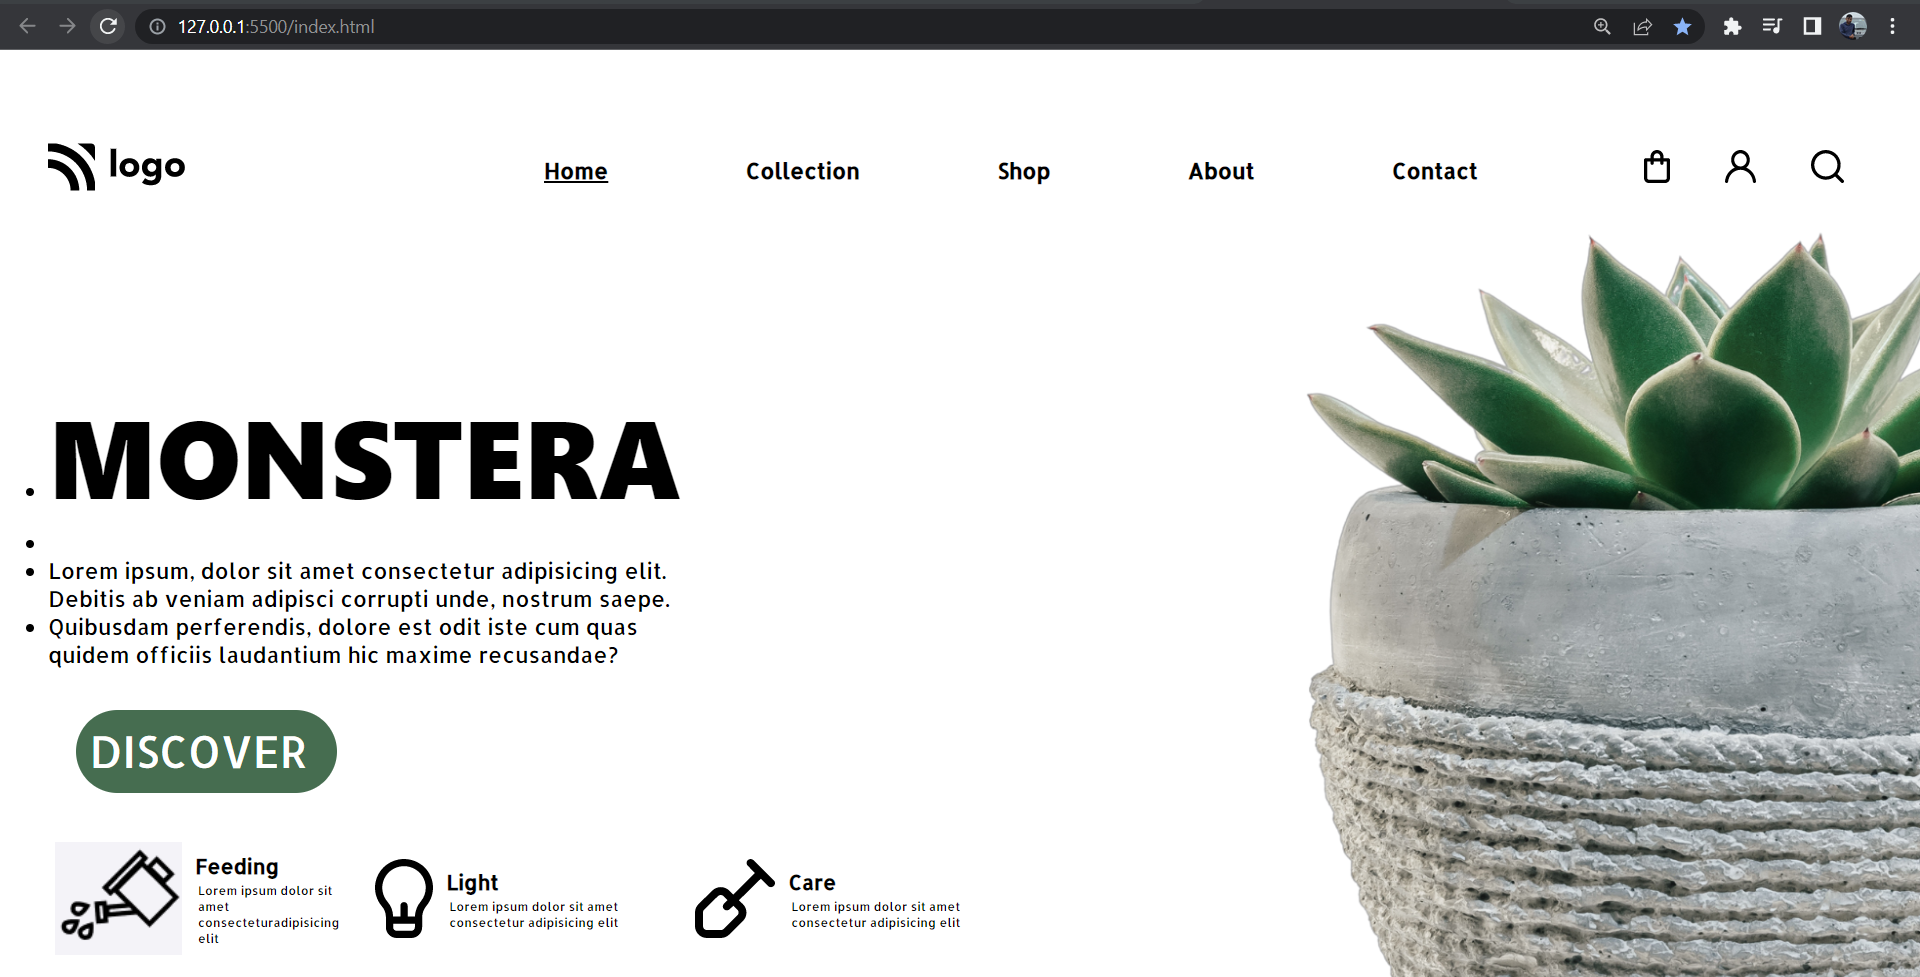 127.0.0.1:5500/index.html
logo
Home Collection Shop About Contact
MONSTERA
Lorem ipsum, dolor sit amet consectetur adipisicing elit.
Debitis ab veniam adipisci corrupti unde, nostrum saepe.
Quibusdam perferendis, dolore est odit iste cum quas
quidem officiis laudantium hic maxime recusandae?
DISCOVER
Feeding
Lorem ipsum dolor sit
amet
consecteturadipisicing
elit
Light
Lorem ipsum dolor sit amet
consectetur adipisicing elit
Care
Lorem ipsum dolor sit amet
consectetur adipisicing elit